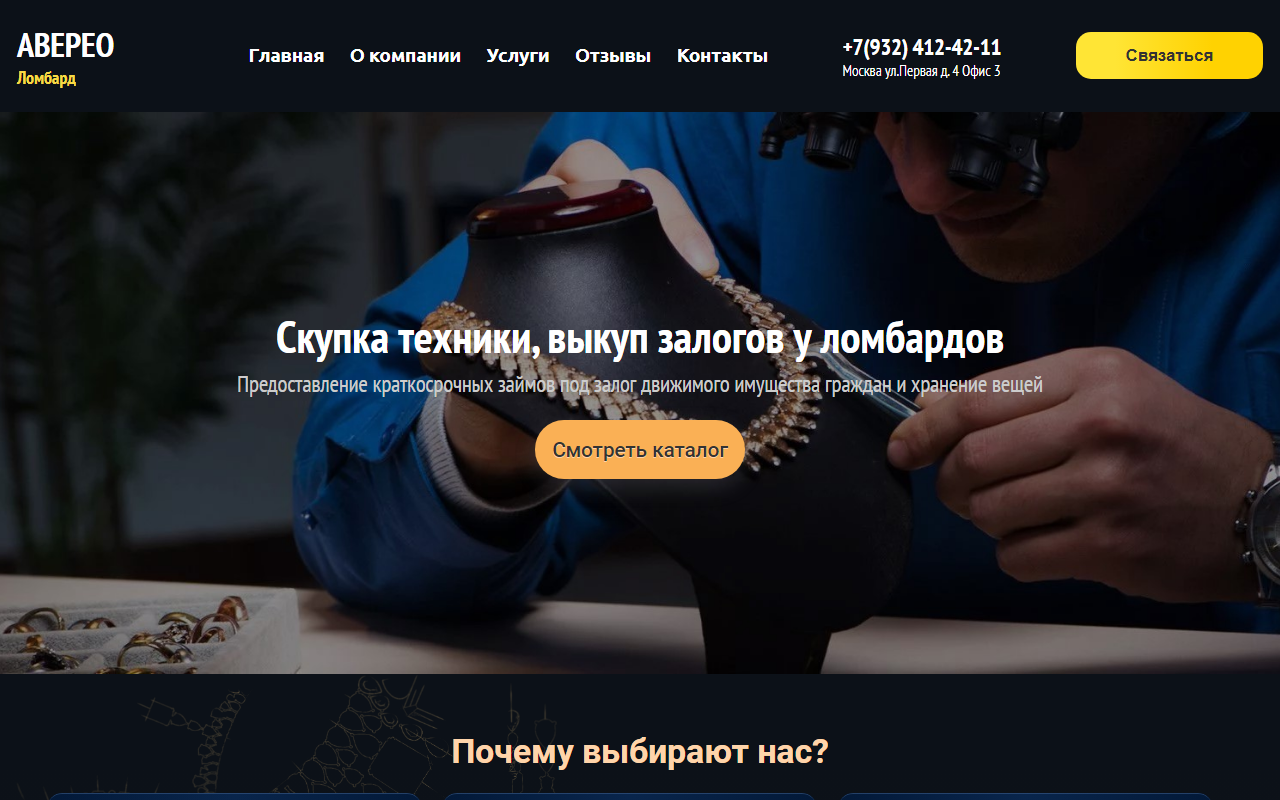 АВЕРЕО
Ломбард
Главная О компании Услуги Отзывы Контакты
+7(932) 412-42-11
Москва ул.Первая д. 4 Офис 3
Связаться
Скупка техники, выкуп залогов у ломбардов
Предоставление краткосрочных займов под залог движимого имущества граждан и хранение вещей
Смотреть каталог
Почему выбирают нас?